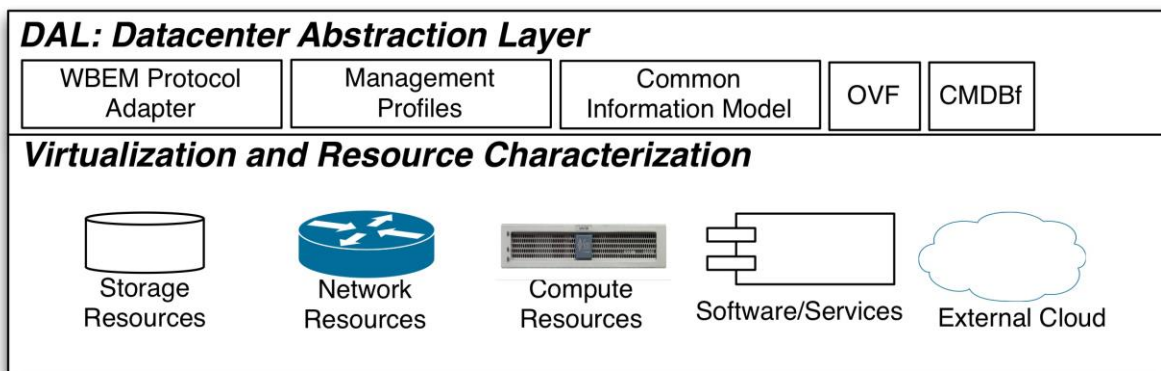 DAL: Datacenter Abstraction Layer
WBEM Protocol
Adapter
Management
Profiles
Common
Information Model
OVF
CMDBf
Virtualization and Resource Characterization
Storage
Resources
Network
Resources
Compute
Resources
Software/Services
External Cloud